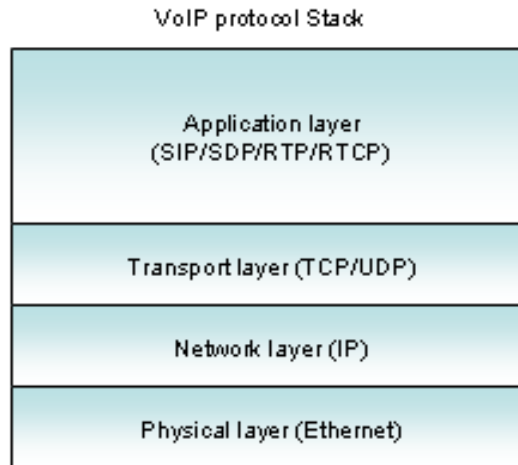 VoIP protocol Stack
Application layer
(SIP/SDP/RTP/RTCP)
Transport layer (TCP/UDP)
Network layer (IP)
Physical layer (Ethernet)